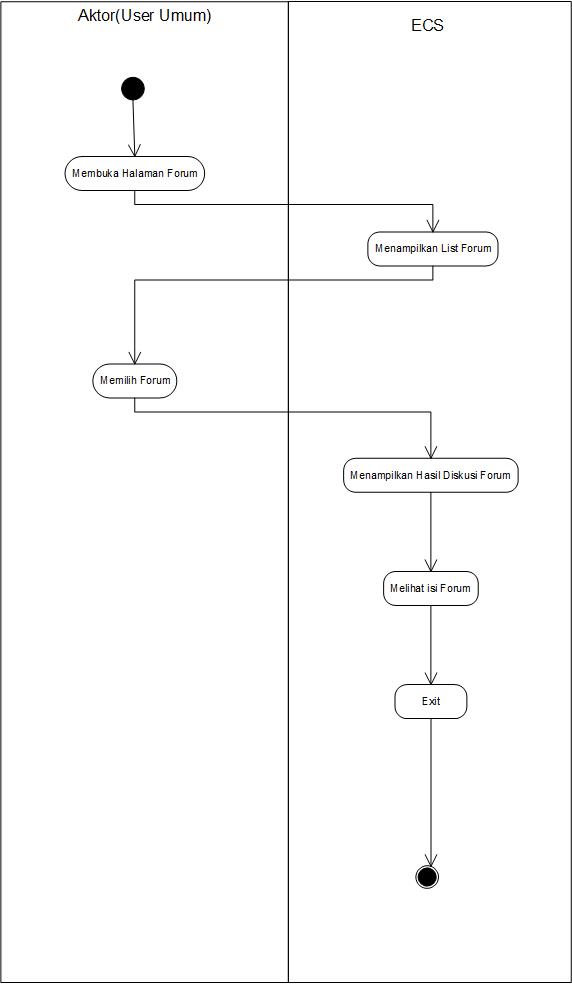 Aktor(User Umum)
ECS
Membuka Halaman Forum
Menampilkan List Forum
Memilih Forum
Menampilkan Hasil Diskusi Forum
Melihat isi Forum
Exit